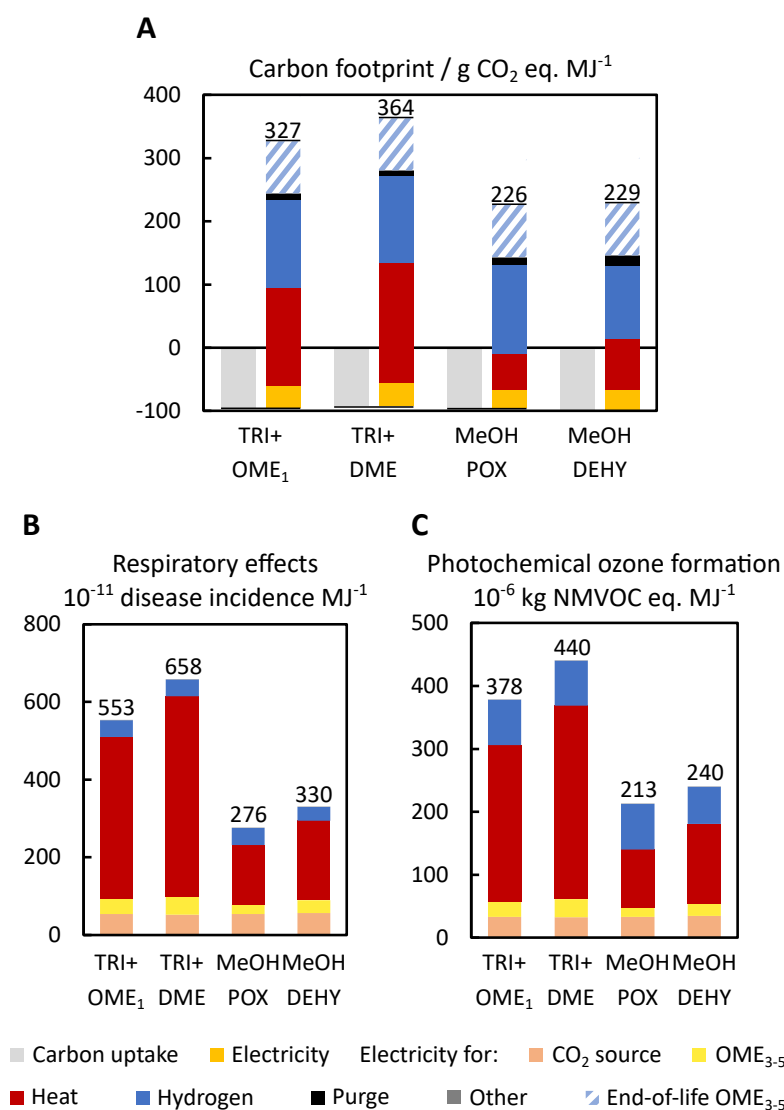 A
Carbon footprint / g CO₂ eq. MJ⁻¹
400
300
200
100
0
-100
327
364
226
229
TRI+ OME₁
TRI+ DME
MeOH POX
MeOH DEHY
B
Respiratory effects
10⁻¹¹ disease incidence MJ⁻¹
800
600
400
200
0
553
658
276
330
TRI+ OME₁
TRI+ DME
MeOH POX
MeOH DEHY
C
Photochemical ozone formation
10⁻⁶ kg NMVOC eq. MJ⁻¹
500
400
300
200
100
0
378
440
213
240
TRI+ OME₁
TRI+ DME
MeOH POX
MeOH DEHY
Carbon uptake Electricity Electricity for: CO₂ source OME₃₋₅
Heat Hydrogen Purge Other End-of-life OME₃₋₅